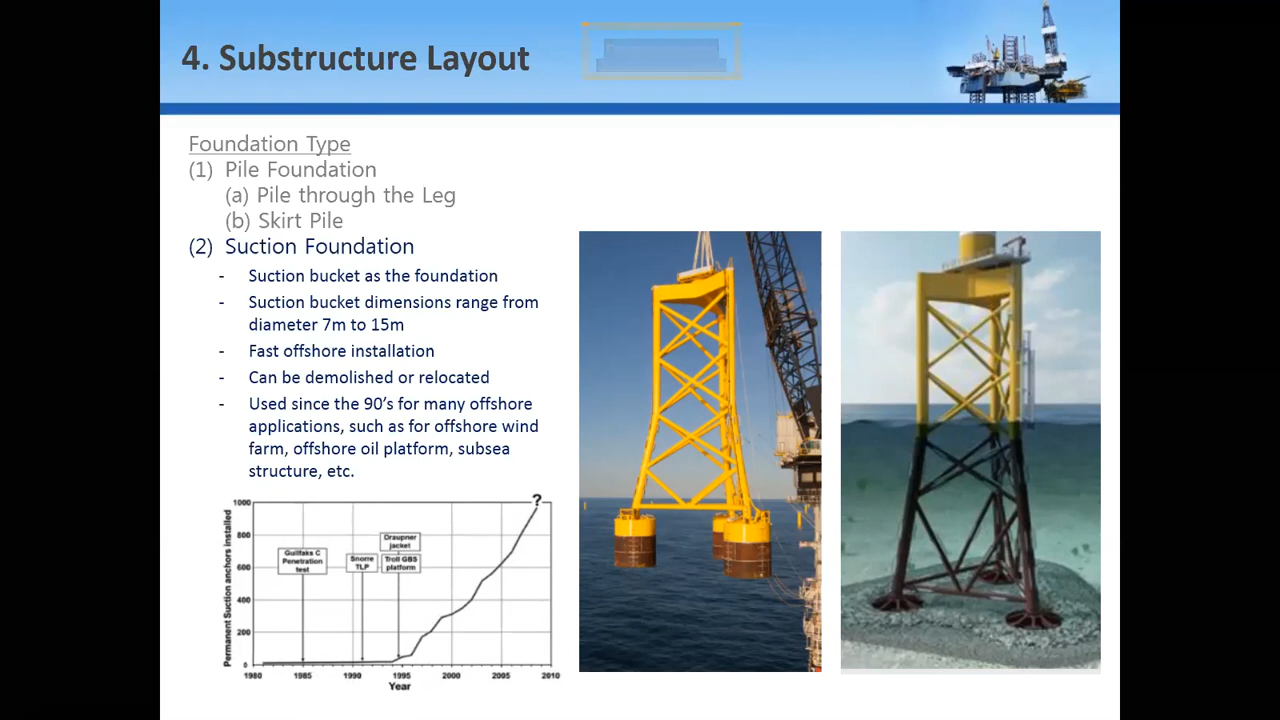 4. Substructure Layout
Foundation Type
(1) Pile Foundation
(a) Pile through the Leg
(b) Skirt Pile
(2) Suction Foundation
- Suction bucket as the foundation
- Suction bucket dimensions range from
diameter 7m to 15m
- Fast offshore installation
- Can be demolished or relocated
- Used since the 90's for many offshore
applications, such as for offshore wind
farm, offshore oil platform, subsea
structure, etc.
Permanent Suction anchors installed
1000
800
600
400
200
0
?
Gullfaks C
Penetration
test
Snorre
TLP
Draupner
jacket
Troll GBS
platform
1980 1985 1990 1995 2000 2005 2010
Year